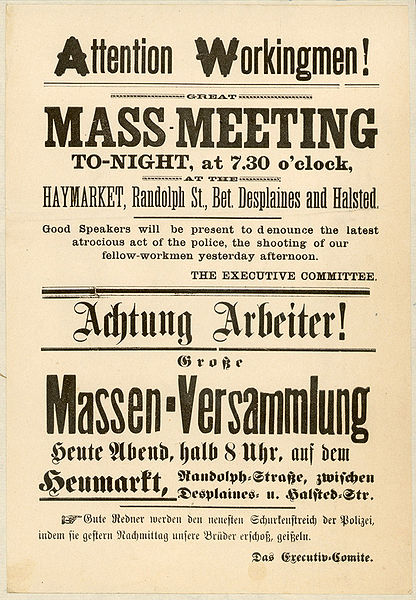 Attention Workingmen!
GREAT
MASS-MEETING
TO-NIGHT, at 7.30 o'clock,
AT THE
HAYMARKET, Randolph St., Bet. Desplaines and Halsted.
Good Speakers will be present to denounce the latest
atrocious act of the police, the shooting of our
fellow-workmen yesterday afternoon.
THE EXECUTIVE COMMITTEE.
Achtung Arbeiter!
Große
Massen-Versammlung
Heute Abend, halb 8 Uhr, auf dem
Heumarkt, Randolph-Straße, zwischen
Desplaines- u. Halsted-Str.
☞ Gute Redner werden den neuesten Schurkenstreich der Polizei,
indem sie gestern Nachmittag unsere Brüder erschoß, geißeln.
Das Executiv-Comite.